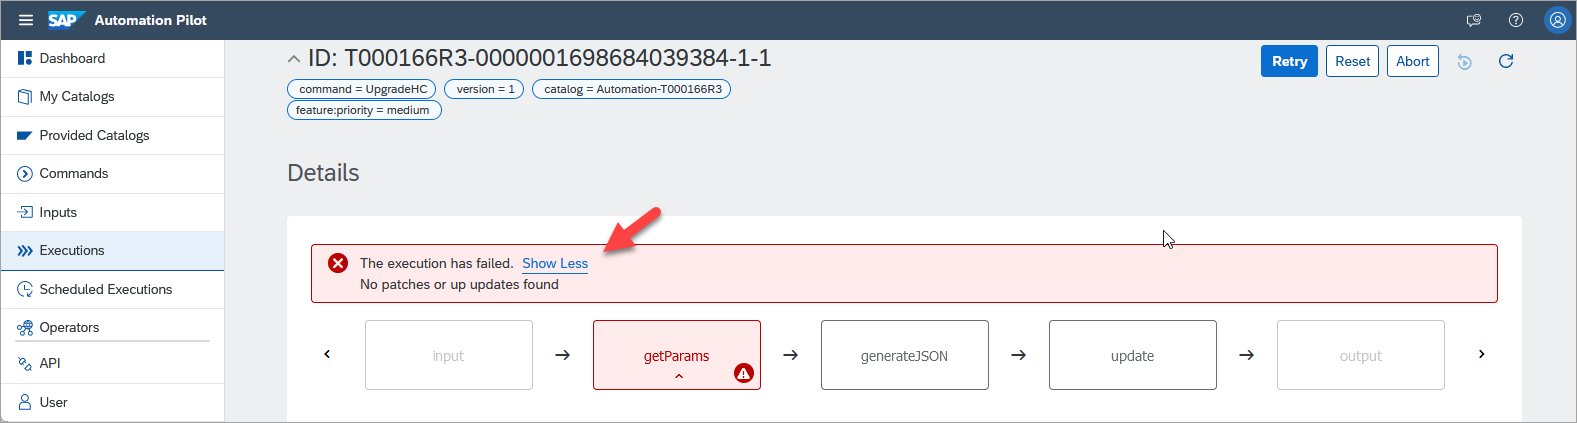 SAP Automation Pilot
Dashboard
My Catalogs
Provided Catalogs
Commands
Inputs
Executions
Scheduled Executions
Operators
API
User
ID: T000166R3-0000001698684039384-1-1
Retry Reset Abort
command = UpgradeHC version = 1 catalog = Automation-T000166R3
feature:priority = medium
Details
The execution has failed. Show Less
No patches or up updates found
input getParams generateJSON update output